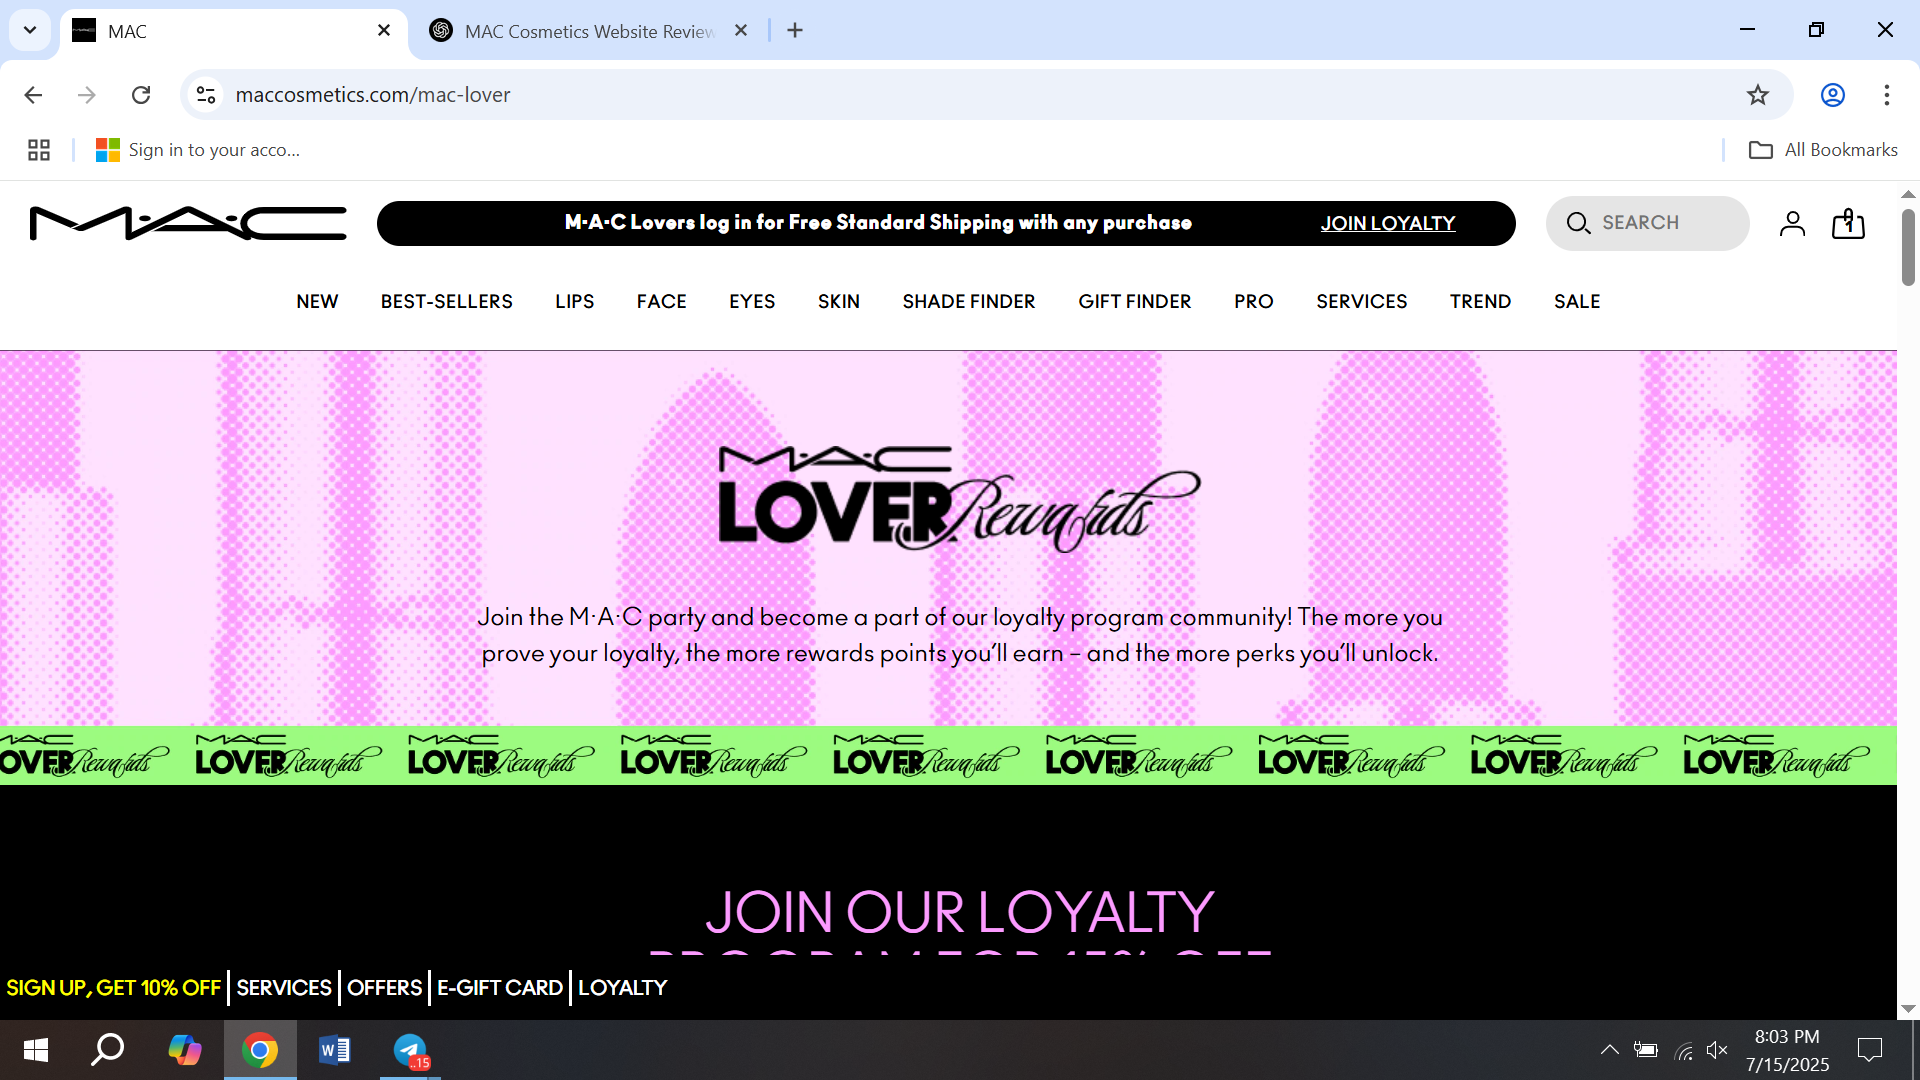 MAC
MAC Cosmetics Website Review
maccosmetics.com/mac-lover
Sign in to your acco...
All Bookmarks
M·A·C
M·A·C Lovers log in for Free Standard Shipping with any purchase
JOIN LOYALTY
SEARCH
1
NEW
BEST-SELLERS
LIPS
FACE
EYES
SKIN
SHADE FINDER
GIFT FINDER
PRO
SERVICES
TREND
SALE
M·A·C
LOVER Rewards
Join the M·A·C party and become a part of our loyalty program community! The more you
prove your loyalty, the more rewards points you’ll earn – and the more perks you’ll unlock.
M·A·C LOVER Rewards M·A·C LOVER Rewards M·A·C LOVER Rewards M·A·C LOVER Rewards M·A·C LOVER Rewards M·A·C LOVER Rewards M·A·C LOVER Rewards M·A·C LOVER Rewards M·A·C LOVER Rewards
JOIN OUR LOYALTY
PROGRAM FOR 15% OFF
SIGN UP, GET 10% OFF
SERVICES
OFFERS
E-GIFT CARD
LOYALTY
W
..15
8:03 PM
7/15/2025